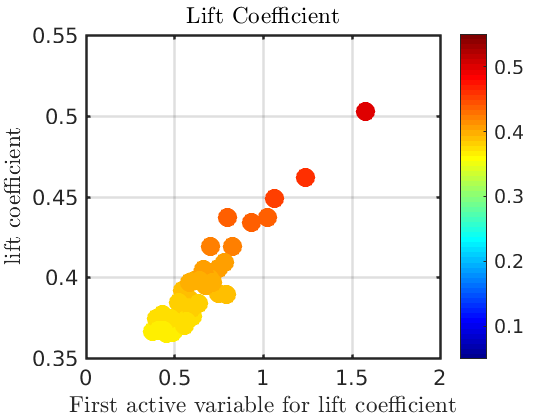 Lift Coefficient
lift coefficient
0.55
0.5
0.45
0.4
0.35
0 0.5 1 1.5 2
First active variable for lift coefficient
0.5
0.4
0.3
0.2
0.1